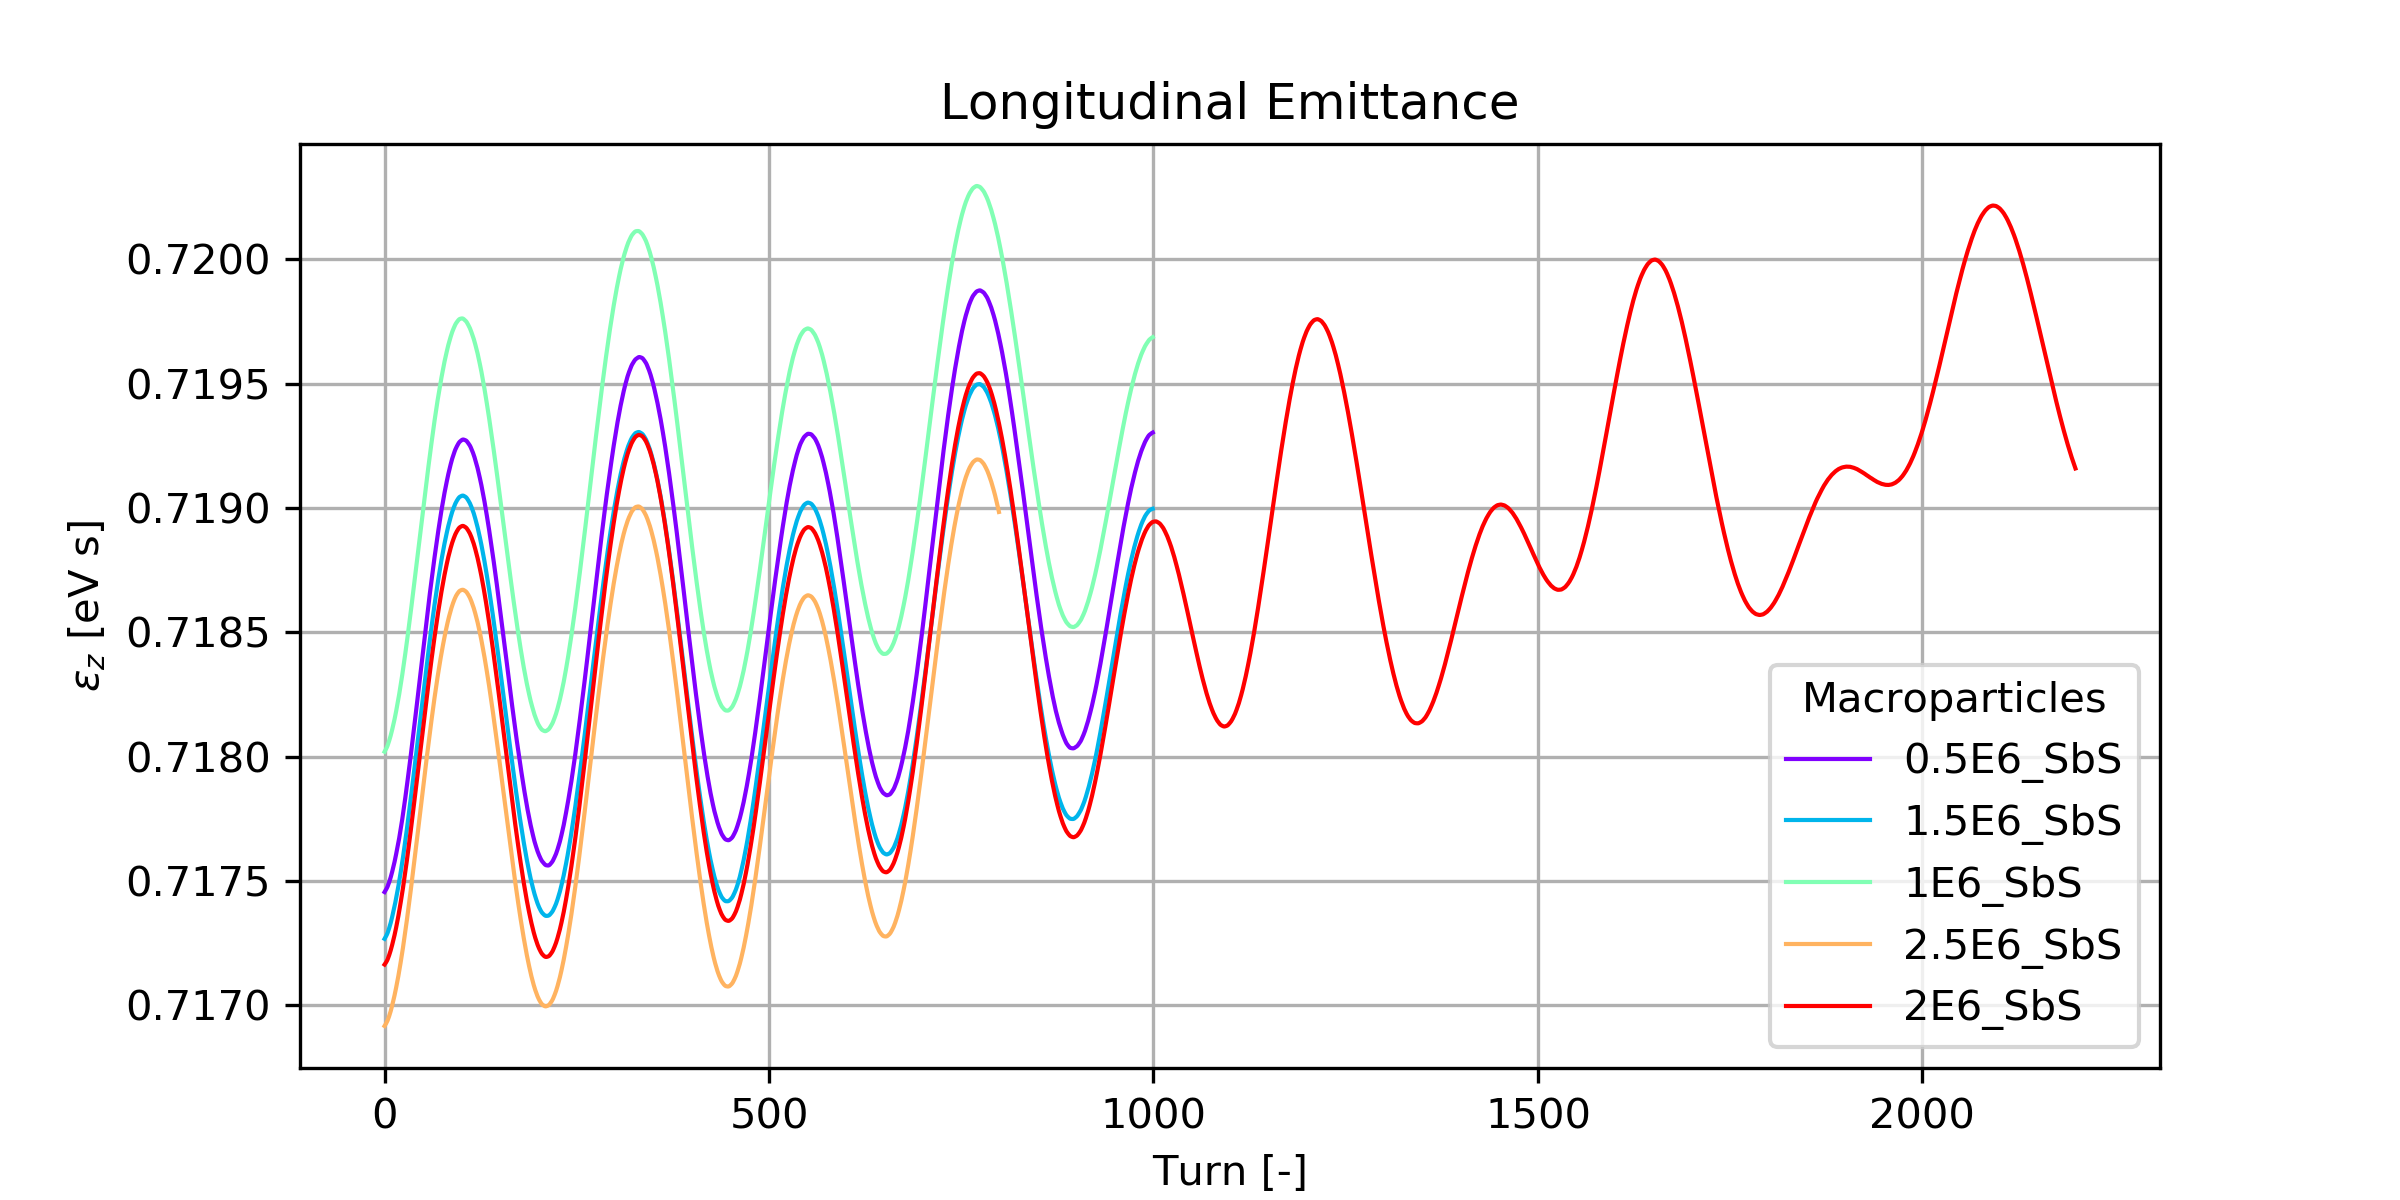 Longitudinal Emittance
0.7200
0.7195
0.7190
0.7185
0.7180
0.7175
0.7170
ε_z [eV s]
0 500 1000 1500 2000
Turn [-]
Macroparticles
0.5E6_SbS
1.5E6_SbS
1E6_SbS
2.5E6_SbS
2E6_SbS